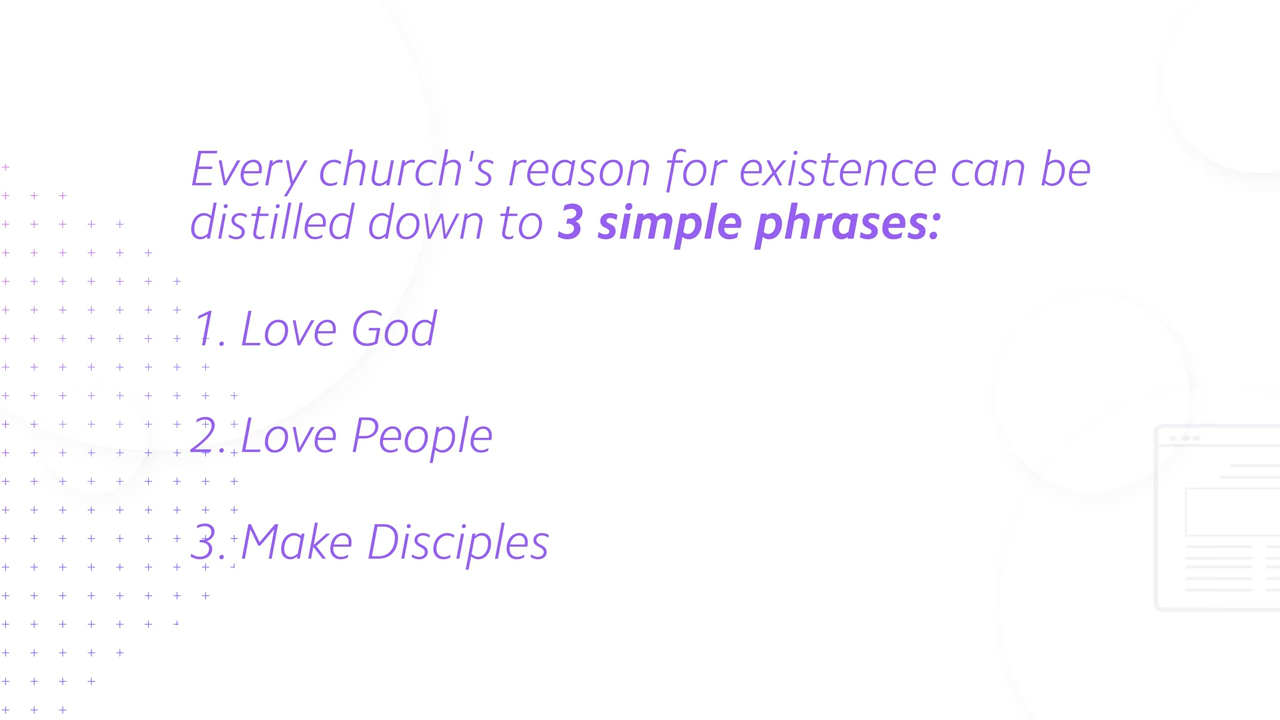 Every church's reason for existence can be
distilled down to 3 simple phrases:
1. Love God
2. Love People
3. Make Disciples